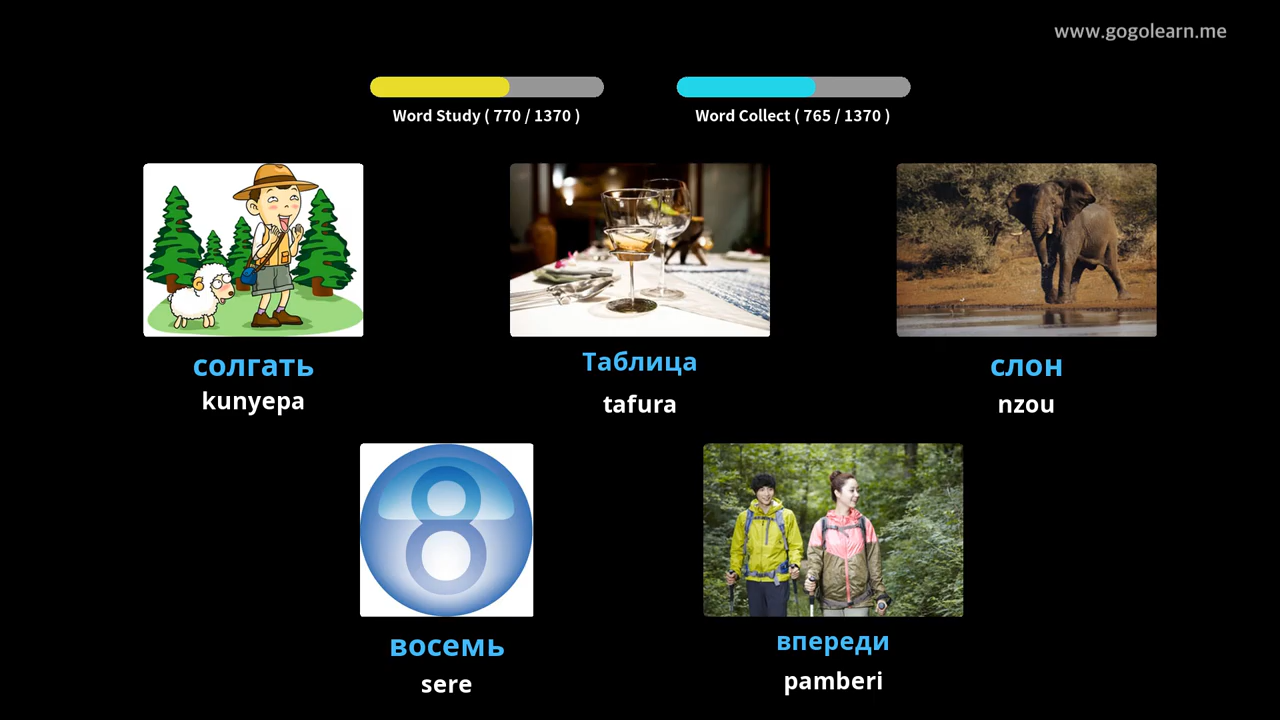 www.gogolearn.me
Word Study ( 770 / 1370 )
Word Collect ( 765 / 1370 )
солгать
kunyepa
Таблица
tafura
слон
nzou
8
восемь
sere
впереди
pamberi